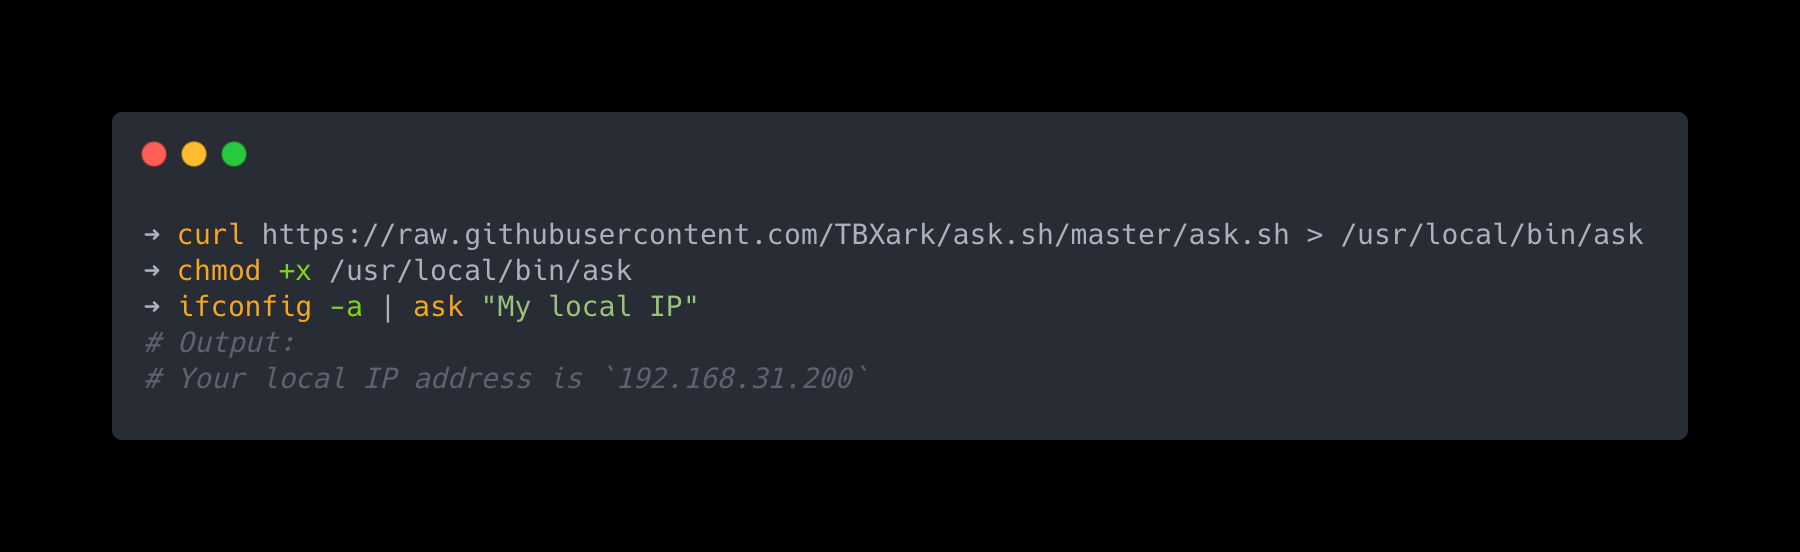 ➜ curl https://raw.githubusercontent.com/TBXark/ask.sh/master/ask.sh > /usr/local/bin/ask
➜ chmod +x /usr/local/bin/ask
➜ ifconfig -a | ask "My local IP"
# Output:
# Your local IP address is `192.168.31.200`